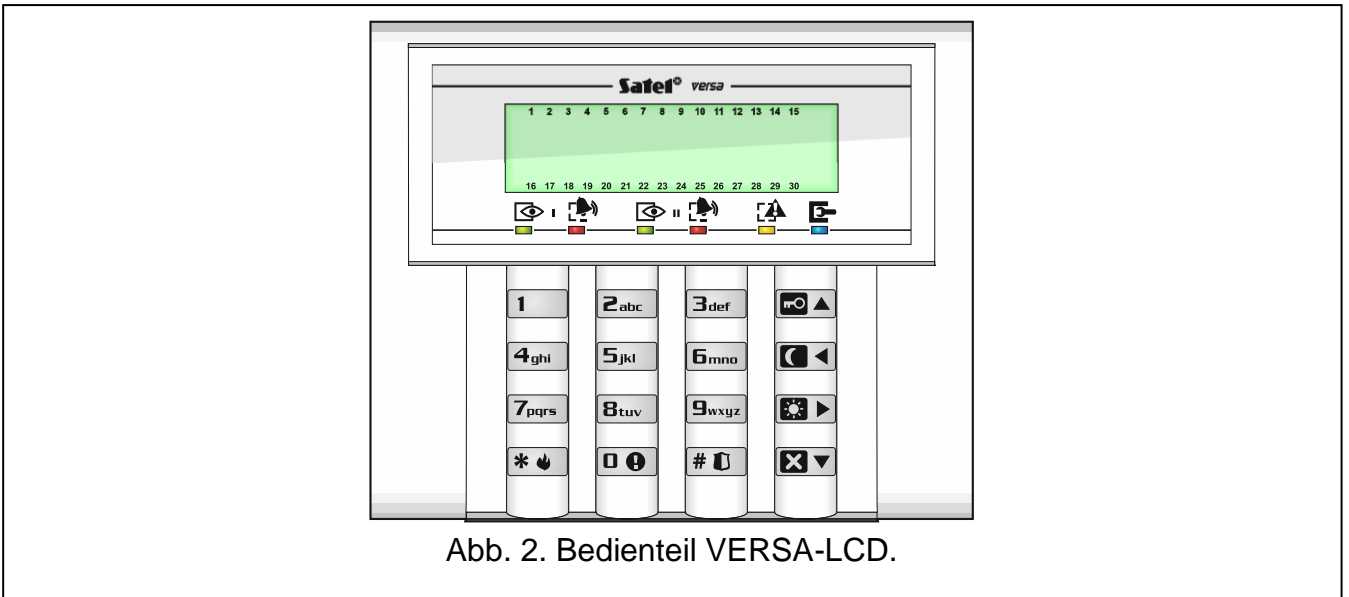 Satel® versa
1 2 3 4 5 6 7 8 9 10 11 12 13 14 15
16 17 18 19 20 21 22 23 24 25 26 27 28 29 30
I II
1 2abc 3def
4ghi 5jkl 6mno
7pqrs 8tuv 9wxyz
* 0 #
Abb. 2. Bedienteil VERSA-LCD.